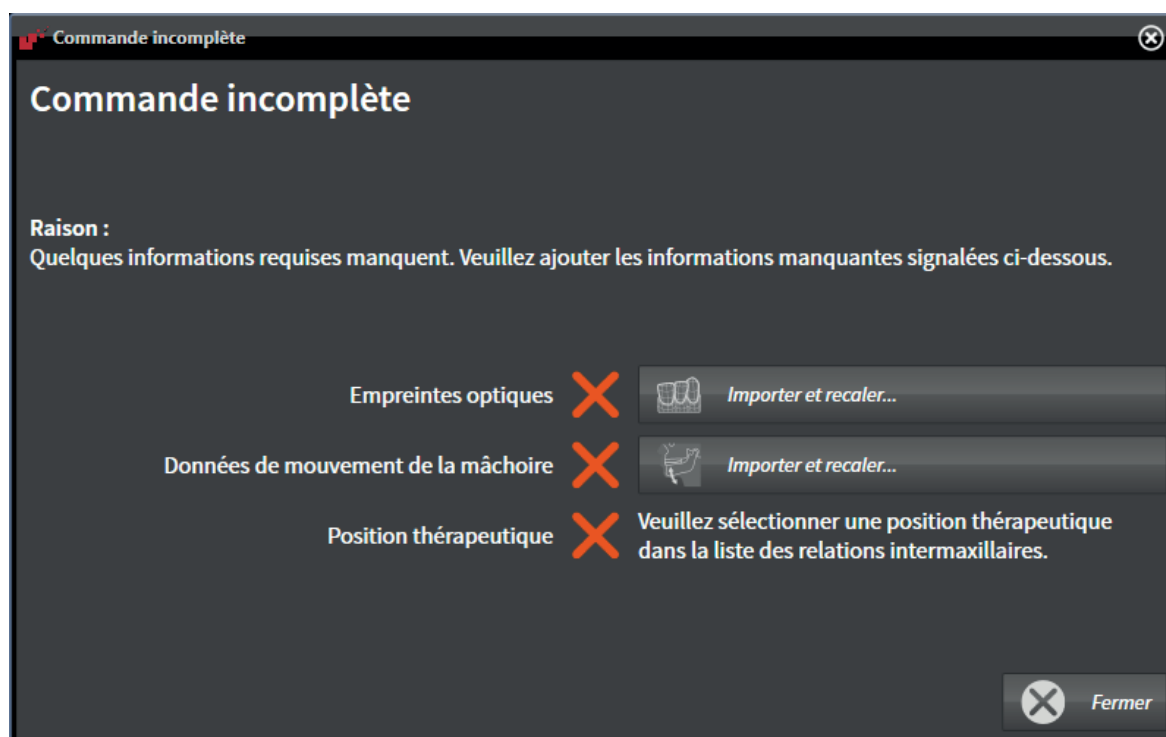 Commande incomplète
Commande incomplète
Raison :
Quelques informations requises manquent. Veuillez ajouter les informations manquantes signalées ci-dessous.
Empreintes optiques
Importer et recaler...
Données de mouvement de la mâchoire
Importer et recaler...
Position thérapeutique
Veuillez sélectionner une position thérapeutique
dans la liste des relations intermaxillaires.
Fermer